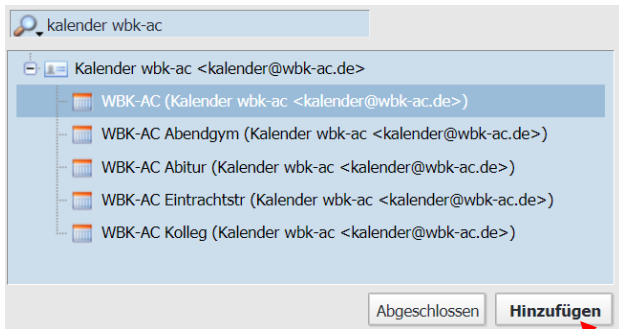 kalender wbk-ac
Kalender wbk-ac <kalender@wbk-ac.de>
WBK-AC (Kalender wbk-ac <kalender@wbk-ac.de>)
WBK-AC Abendgym (Kalender wbk-ac <kalender@wbk-ac.de>)
WBK-AC Abitur (Kalender wbk-ac <kalender@wbk-ac.de>)
WBK-AC Eintrachtstr (Kalender wbk-ac <kalender@wbk-ac.de>)
WBK-AC Kolleg (Kalender wbk-ac <kalender@wbk-ac.de>)
Abgeschlossen Hinzufügen